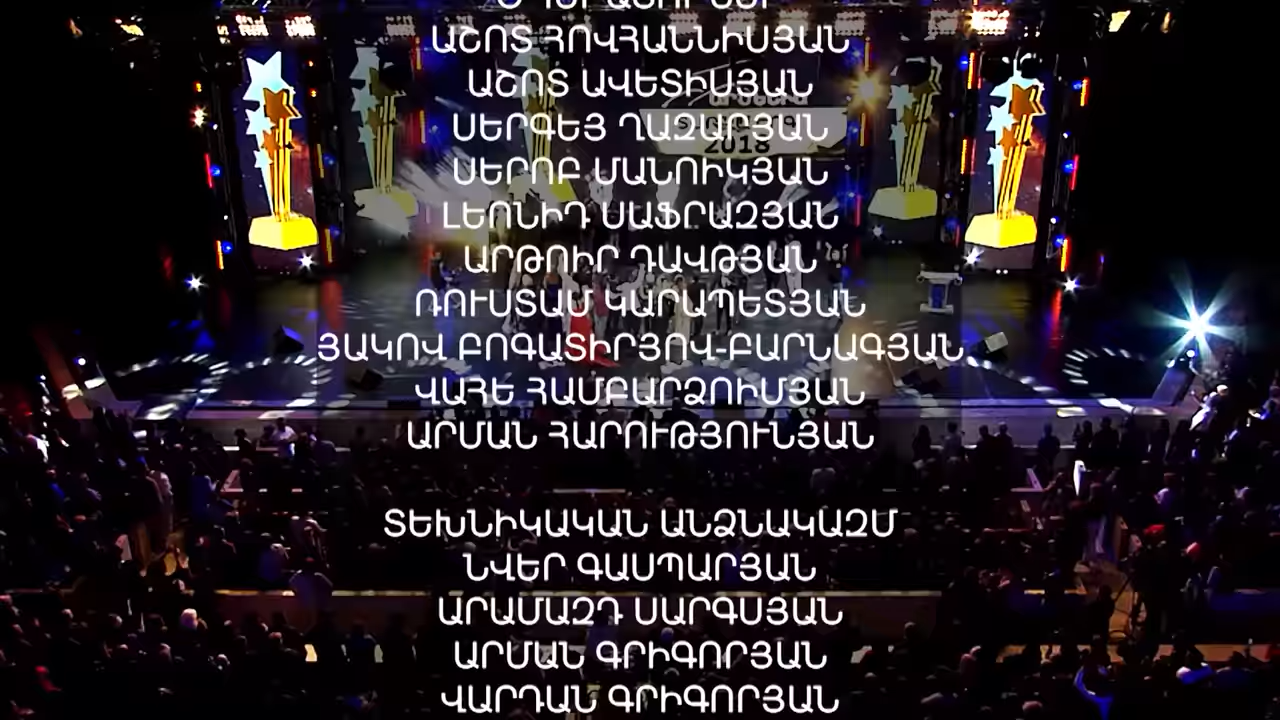 ԱՇՈՏ ՀՈՎՀԱՆՆԻՍՅԱՆ
ԱՇՈՏ ԱՎԵՏԻՍՅԱՆ
ՍԵՐԳԵՅ ՂԱԶԱՐՅԱՆ
2018
ՍԵՐՈԲ ՄԱՆՈՒԿՅԱՆ
ԼԵՈՆԻԴ ՍԱՖՐԱԶՅԱՆ
ԱՐԹՈՒՐ ԴԱՎԹՅԱՆ
ՌՈՒՍՏԱՄ ԿԱՐԱՊԵՏՅԱՆ
ՅԱԿՈՎ ԲՈԳԱՏԻՐՅՈՎ-ԲԱՐՆԱԳՅԱՆ
ՎԱՀԵ ՀԱՄԲԱՐՁՈՒՄՅԱՆ
ԱՐՄԱՆ ՀԱՐՈՒԹՅՈՒՆՅԱՆ
ՏԵԽՆԻԿԱԿԱՆ ԱՆՁՆԱԿԱԶՄ
ՆՎԵՐ ԳԱՍՊԱՐՅԱՆ
ԱՐԱՄԱԶԴ ՍԱՐԳՍՅԱՆ
ԱՐՄԱՆ ԳՐԻԳՈՐՅԱՆ
ՎԱՐԴԱՆ ԳՐԻԳՈՐՅԱՆ